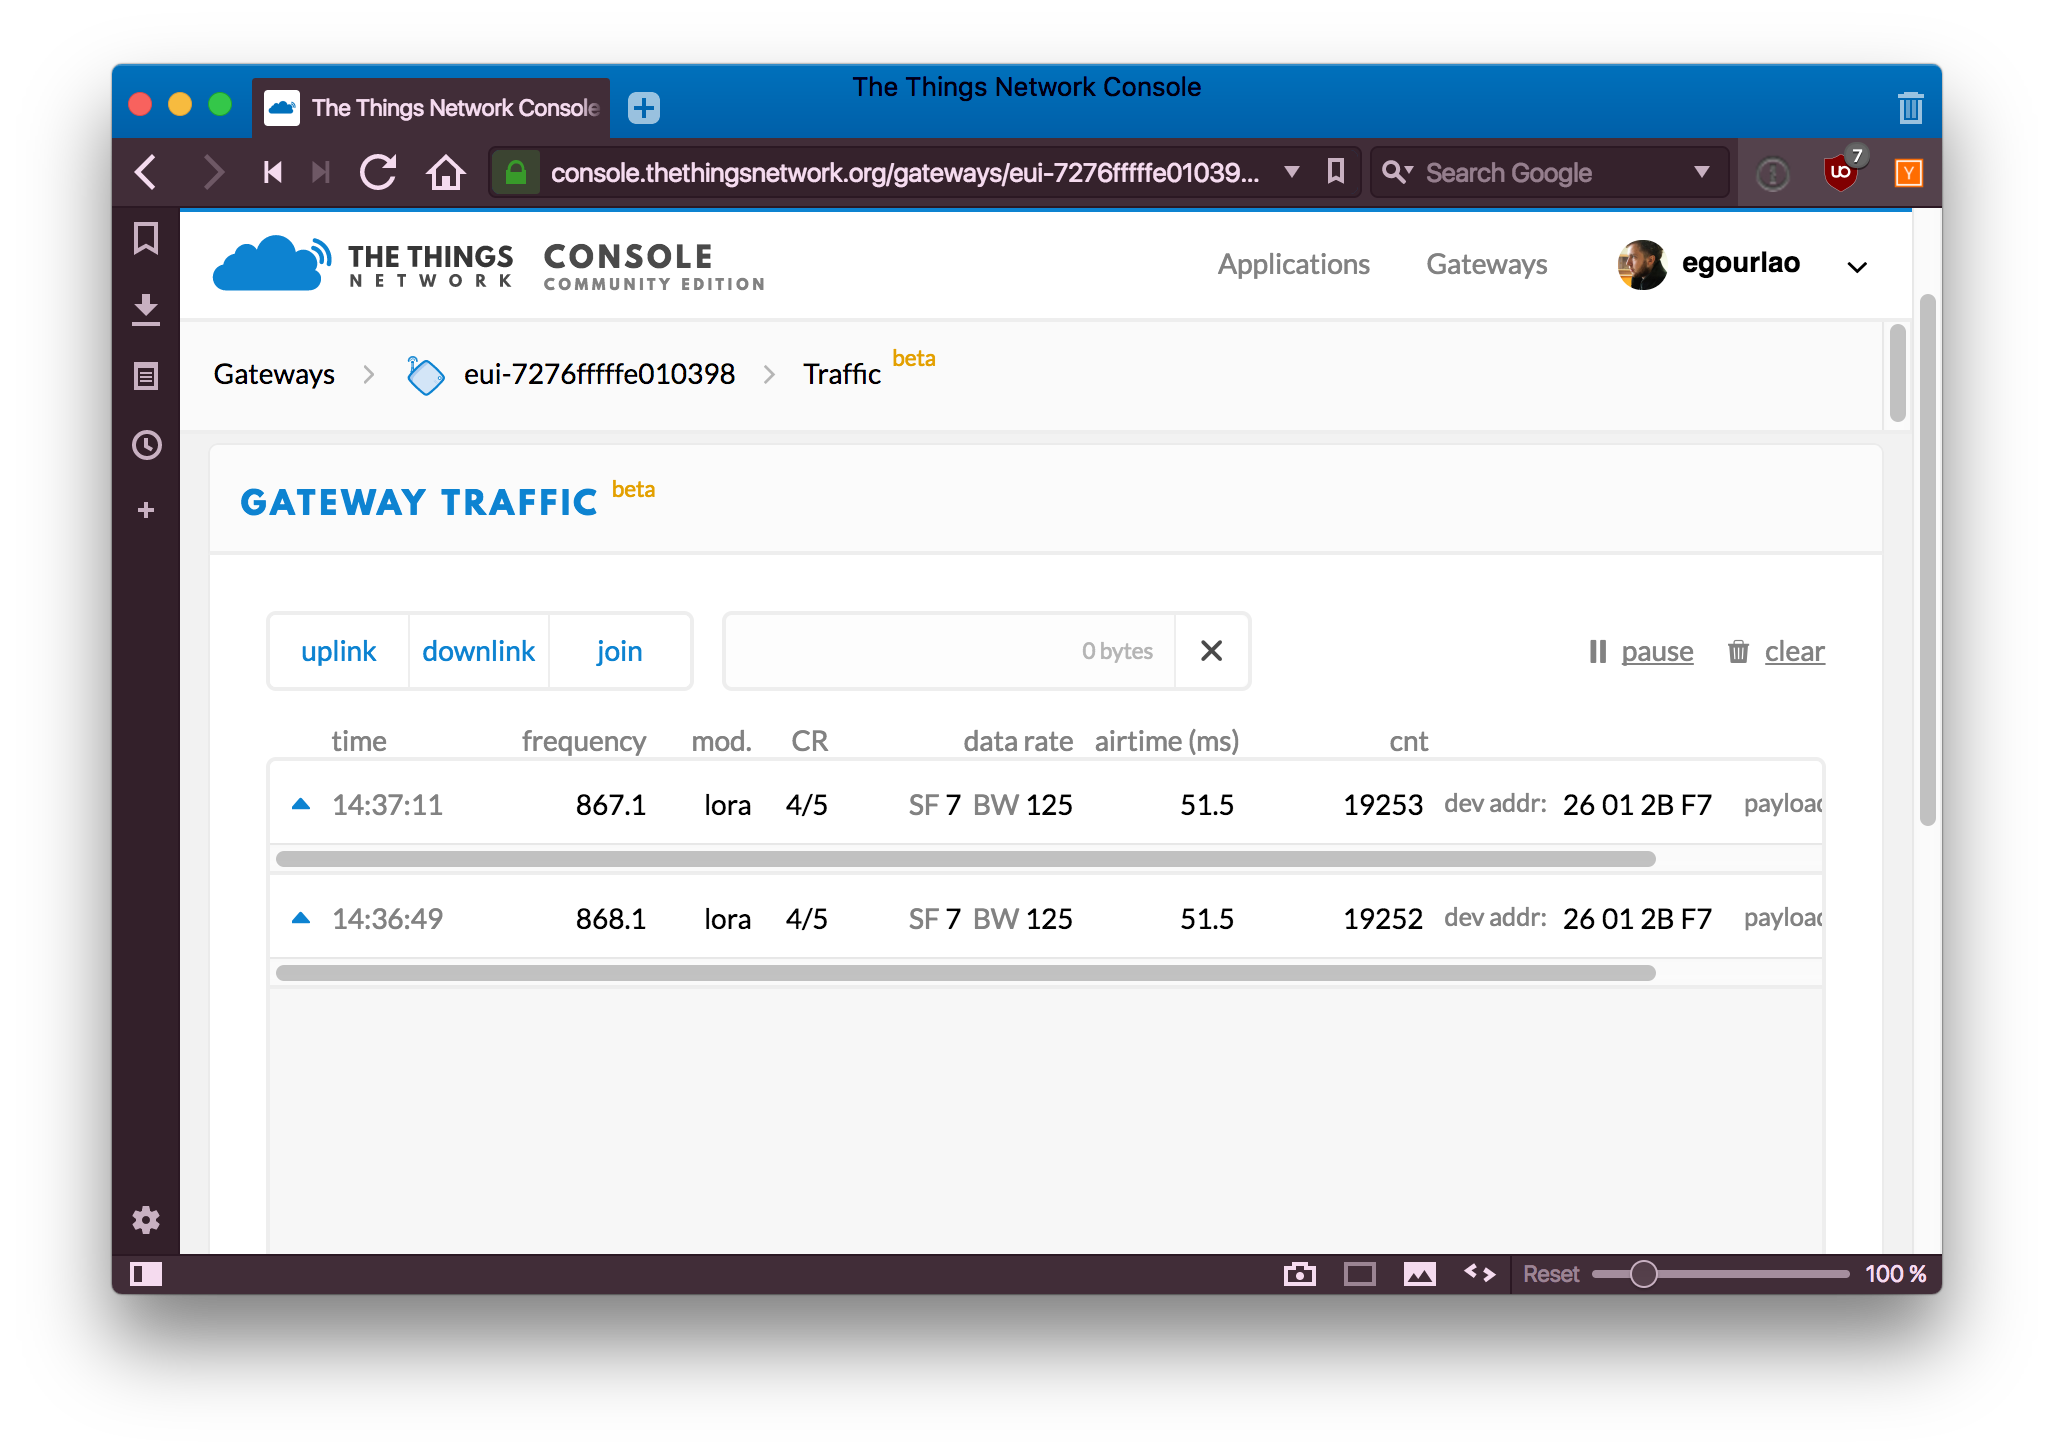 The Things Network Console
The Things Network Console
console.thethingsnetwork.org/gateways/eui-7276fffffe01039...
Search Google
7
Y
THE THINGS NETWORK
CONSOLE
COMMUNITY EDITION
Applications Gateways egourlao
Gateways eui-7276fffffe010398 Traffic beta
GATEWAY TRAFFIC beta
uplink downlink join 0 bytes pause clear
time frequency mod. CR data rate airtime (ms) cnt
14:37:11 867.1 lora 4/5 SF 7 BW 125 51.5 19253 dev addr: 26 01 2B F7 payload
14:36:49 868.1 lora 4/5 SF 7 BW 125 51.5 19252 dev addr: 26 01 2B F7 payload
Reset 100 %